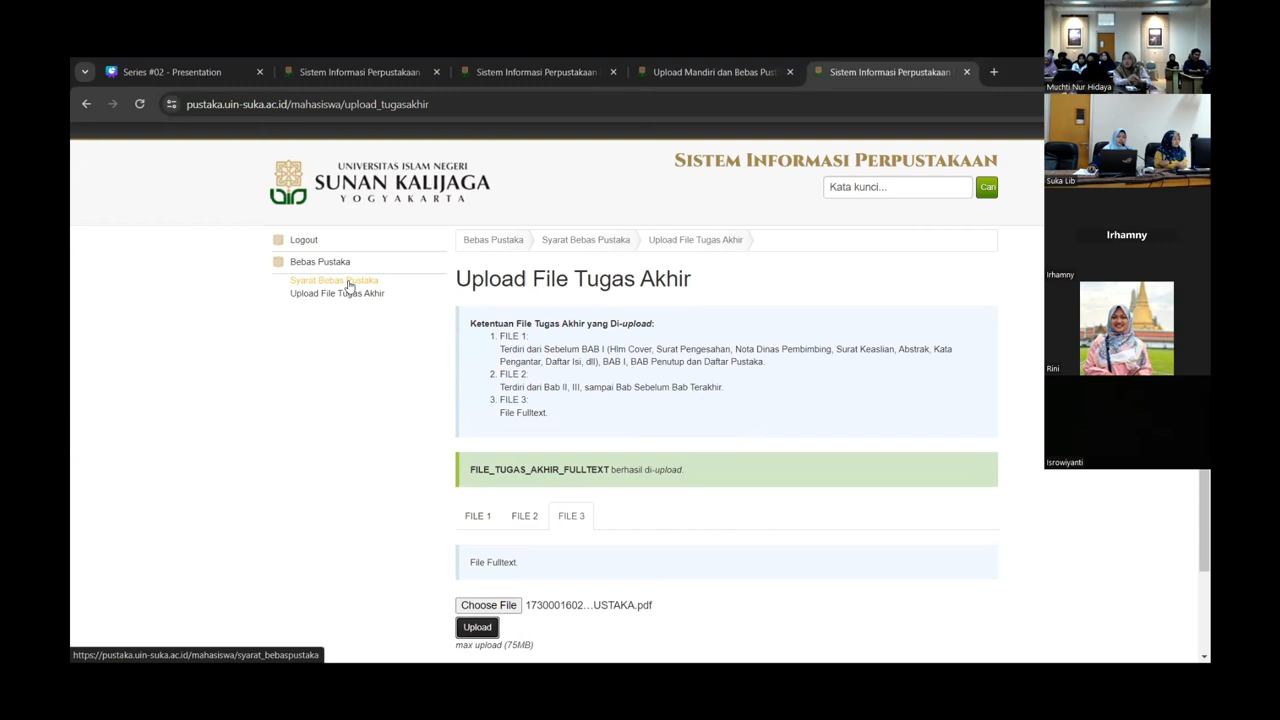 Series #02 - Presentation
Sistem Informasi Perpustakaan
Sistem Informasi Perpustakaan
Upload Mandiri dan Bebas Pust
Sistem Informasi Perpustakaan
pustaka.uin-suka.ac.id/mahasiswa/upload_tugasakhir
UNIVERSITAS ISLAM NEGERI
SUNAN KALIJAGA
YOGYAKARTA
SISTEM INFORMASI PERPUSTAKAAN
Kata kunci...
Cari
Logout
Bebas Pustaka
Syarat Bebas Pustaka
Upload File Tugas Akhir
Bebas Pustaka
Syarat Bebas Pustaka
Upload File Tugas Akhir
Upload File Tugas Akhir
Ketentuan File Tugas Akhir yang Di-upload:
1. FILE 1:
Terdiri dari Sebelum BAB I (Hlm Cover, Surat Pengesahan, Nota Dinas Pembimbing, Surat Keaslian, Abstrak, Kata
Pengantar, Daftar Isi, dll), BAB I, BAB Penutup dan Daftar Pustaka.
2. FILE 2:
Terdiri dari Bab II, III, sampai Bab Sebelum Bab Terakhir.
3. FILE 3:
File Fulltext.
FILE_TUGAS_AKHIR_FULLTEXT berhasil di-upload.
FILE 1
FILE 2
FILE 3
File Fulltext.
Choose File
1730001602...USTAKA.pdf
Upload
max upload (75MB)
https://pustaka.uin-suka.ac.id/mahasiswa/syarat_bebaspustaka
Muchti Nur Hidaya
Suka Lib
Irhamny
Irhamny
Rini
Isrowiyanti